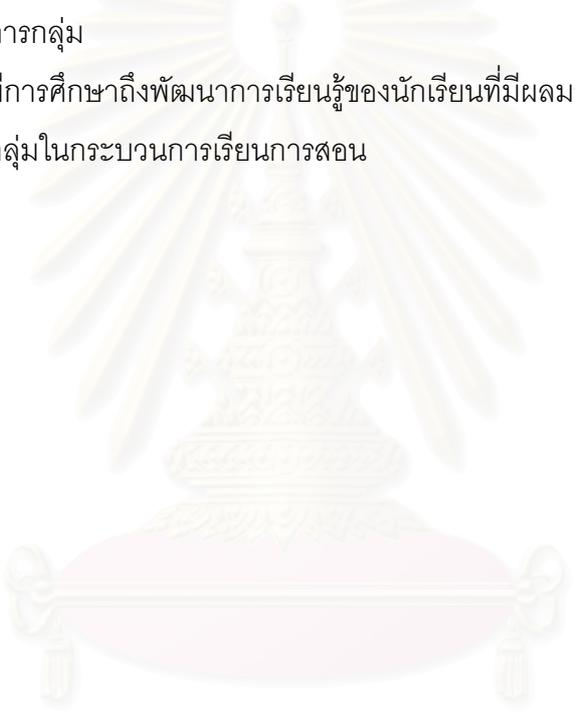 ารกลุ่ม
มีการศึกษาถึงพัฒนาการเรียนรู้ของนักเรียนที่มีผลม
ลุ่มในกระบวนการเรียนการสอน